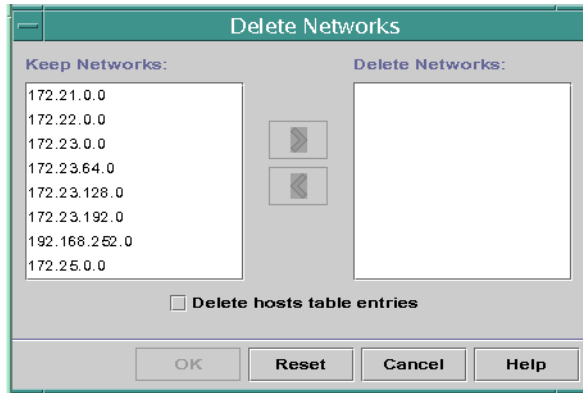 Delete Networks
Keep Networks:
Delete Networks:
172.21.0.0
172.22.0.0
172.23.0.0
172.23.64.0
172.23.128.0
172.23.192.0
192.168.252.0
172.25.0.0
Delete hosts table entries
OK
Reset
Cancel
Help